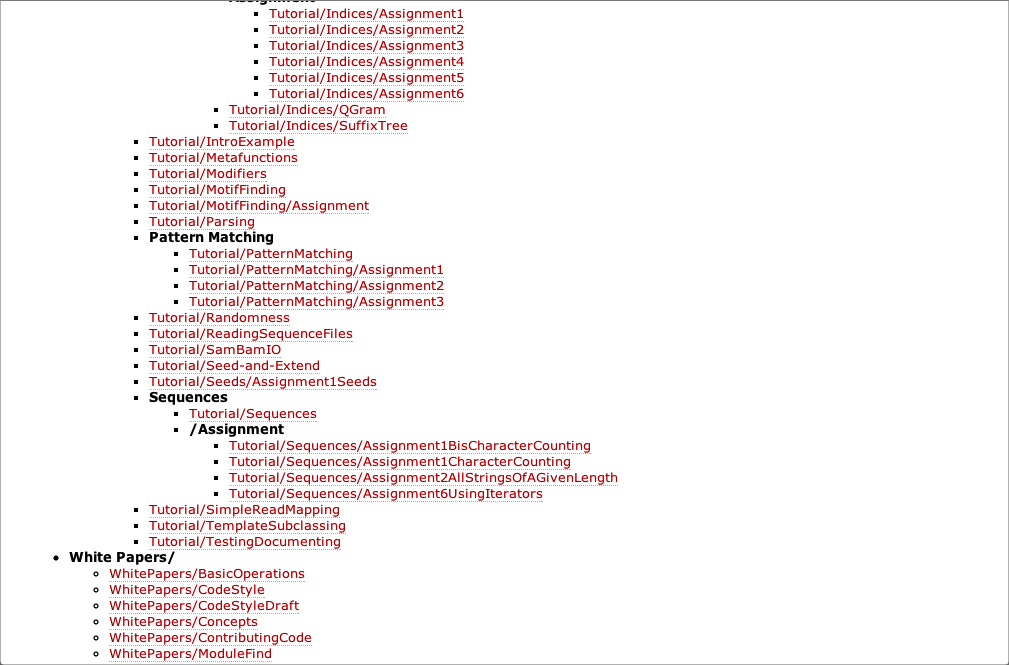 Assignment
Tutorial/Indices/Assignment1
Tutorial/Indices/Assignment2
Tutorial/Indices/Assignment3
Tutorial/Indices/Assignment4
Tutorial/Indices/Assignment5
Tutorial/Indices/Assignment6
Tutorial/Indices/QGram
Tutorial/Indices/SuffixTree
Tutorial/IntroExample
Tutorial/Metafunctions
Tutorial/Modifiers
Tutorial/MotifFinding
Tutorial/MotifFinding/Assignment
Tutorial/Parsing
Pattern Matching
Tutorial/PatternMatching
Tutorial/PatternMatching/Assignment1
Tutorial/PatternMatching/Assignment2
Tutorial/PatternMatching/Assignment3
Tutorial/Randomness
Tutorial/ReadingSequenceFiles
Tutorial/SamBamIO
Tutorial/Seed-and-Extend
Tutorial/Seeds/Assignment1Seeds
Sequences
Tutorial/Sequences
/Assignment
Tutorial/Sequences/Assignment1BisCharacterCounting
Tutorial/Sequences/Assignment1CharacterCounting
Tutorial/Sequences/Assignment2AllStringsOfAGivenLength
Tutorial/Sequences/Assignment6UsingIterators
Tutorial/SimpleReadMapping
Tutorial/TemplateSubclassing
Tutorial/TestingDocumenting
White Papers/
WhitePapers/BasicOperations
WhitePapers/CodeStyle
WhitePapers/CodeStyleDraft
WhitePapers/Concepts
WhitePapers/ContributingCode
WhitePapers/ModuleFind